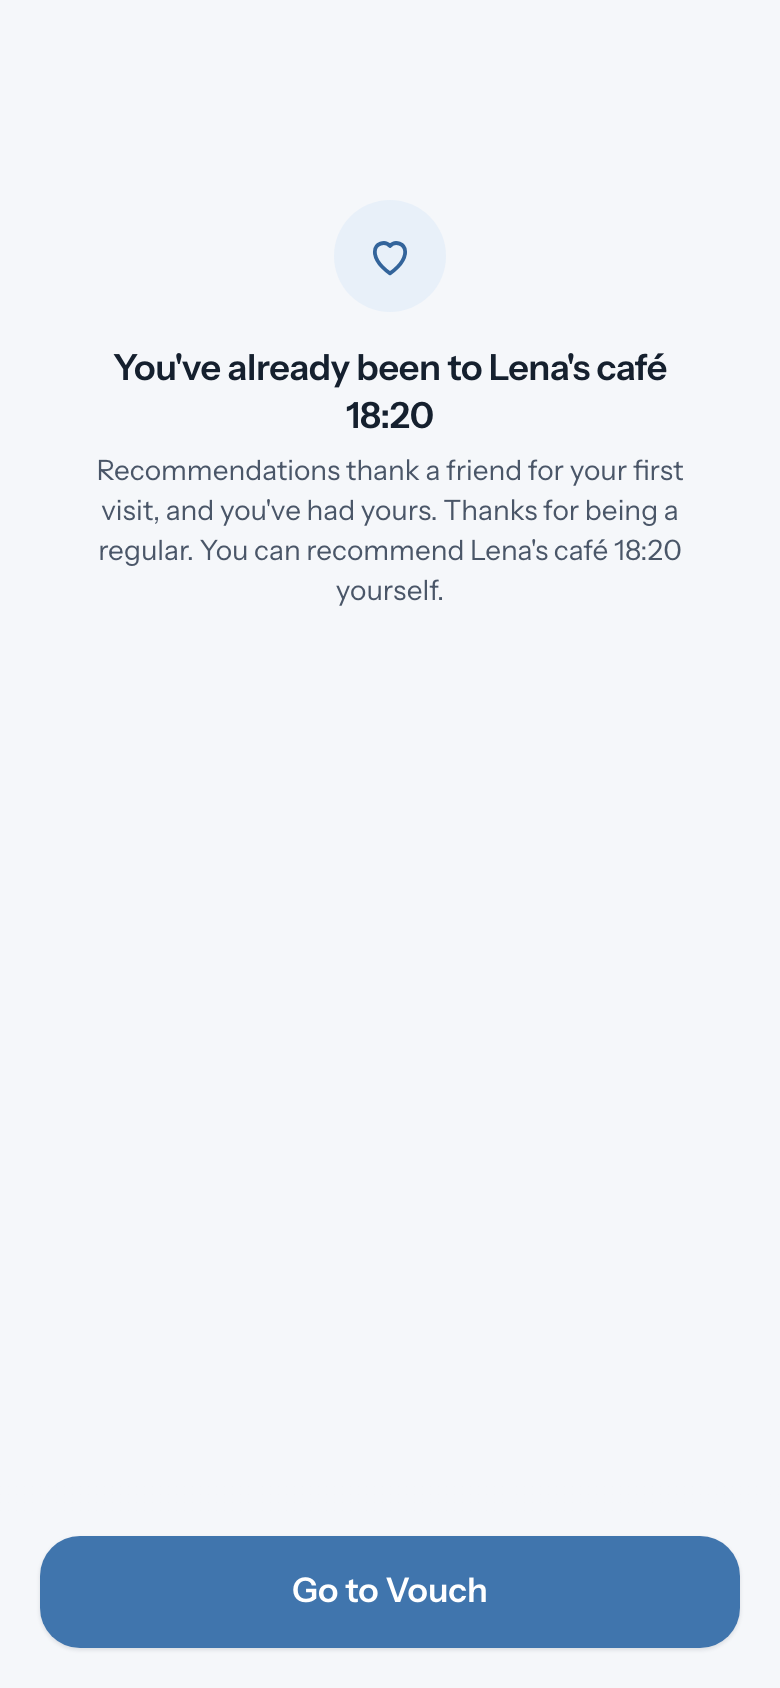 You've already been to Lena's café
18:20
Recommendations thank a friend for your first
visit, and you've had yours. Thanks for being a
regular. You can recommend Lena's café 18:20
yourself.
Go to Vouch